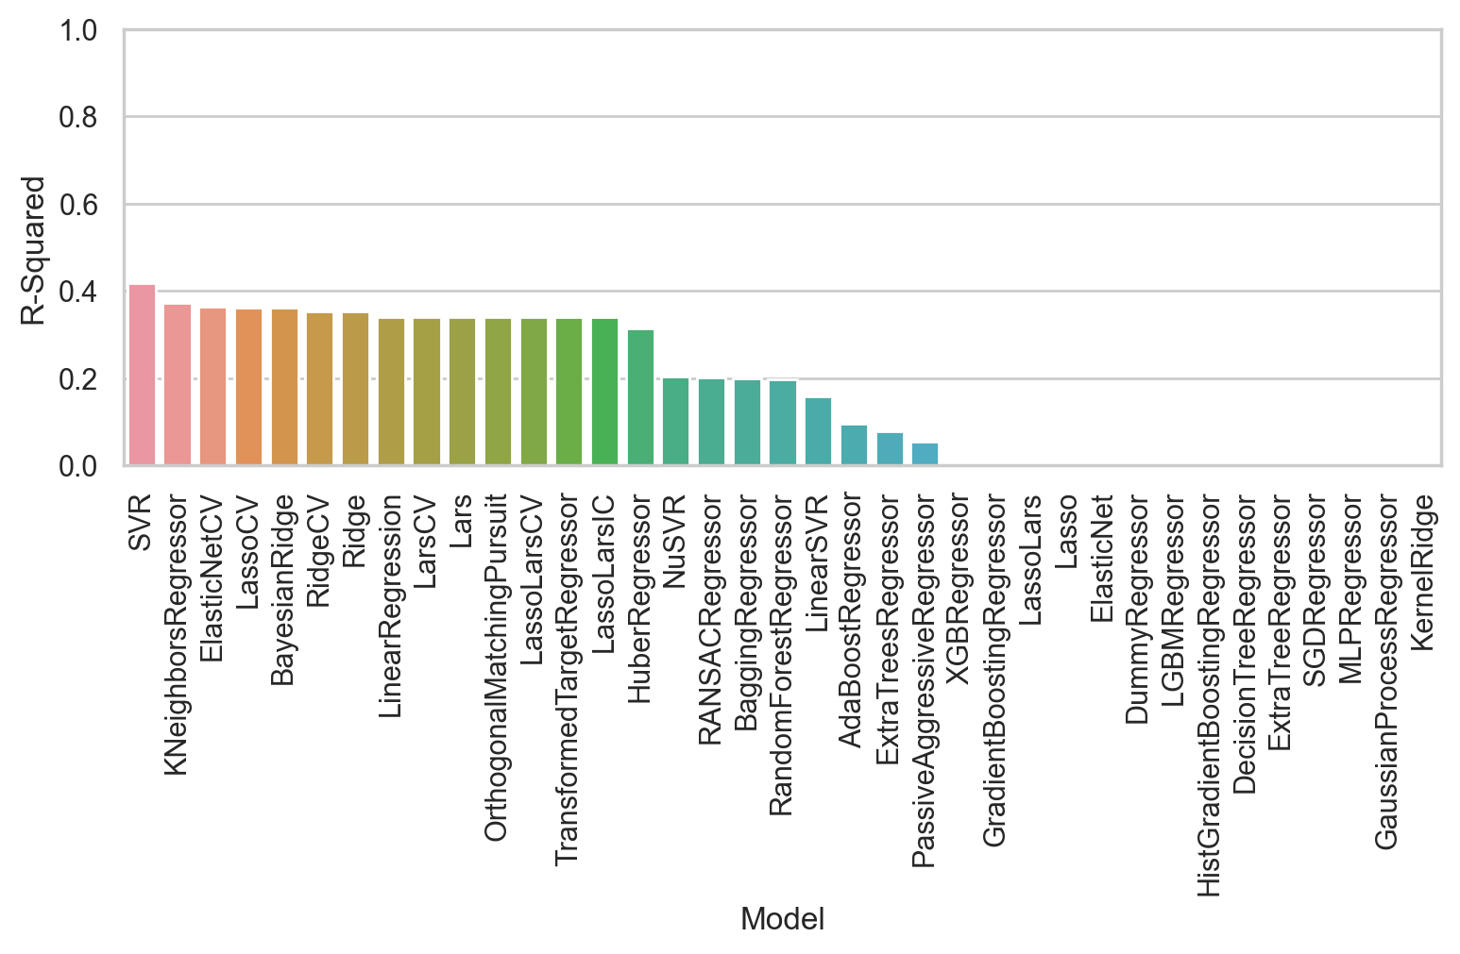 1.0
0.8
0.6
0.4
0.2
0.0
R-Squared
SVR
KNeighborsRegressor
ElasticNetCV
LassoCV
BayesianRidge
RidgeCV
Ridge
LinearRegression
LarsCV
Lars
OrthogonalMatchingPursuit
LassoLarsCV
TransformedTargetRegressor
LassoLarsIC
HuberRegressor
NuSVR
RANSACRegressor
BaggingRegressor
RandomForestRegressor
LinearSVR
AdaBoostRegressor
ExtraTreesRegressor
PassiveAggressiveRegressor
XGBRegressor
GradientBoostingRegressor
LassoLars
Lasso
ElasticNet
DummyRegressor
LGBMRegressor
HistGradientBoostingRegressor
DecisionTreeRegressor
ExtraTreeRegressor
SGDRegressor
MLPRegressor
GaussianProcessRegressor
KernelRidge
Model